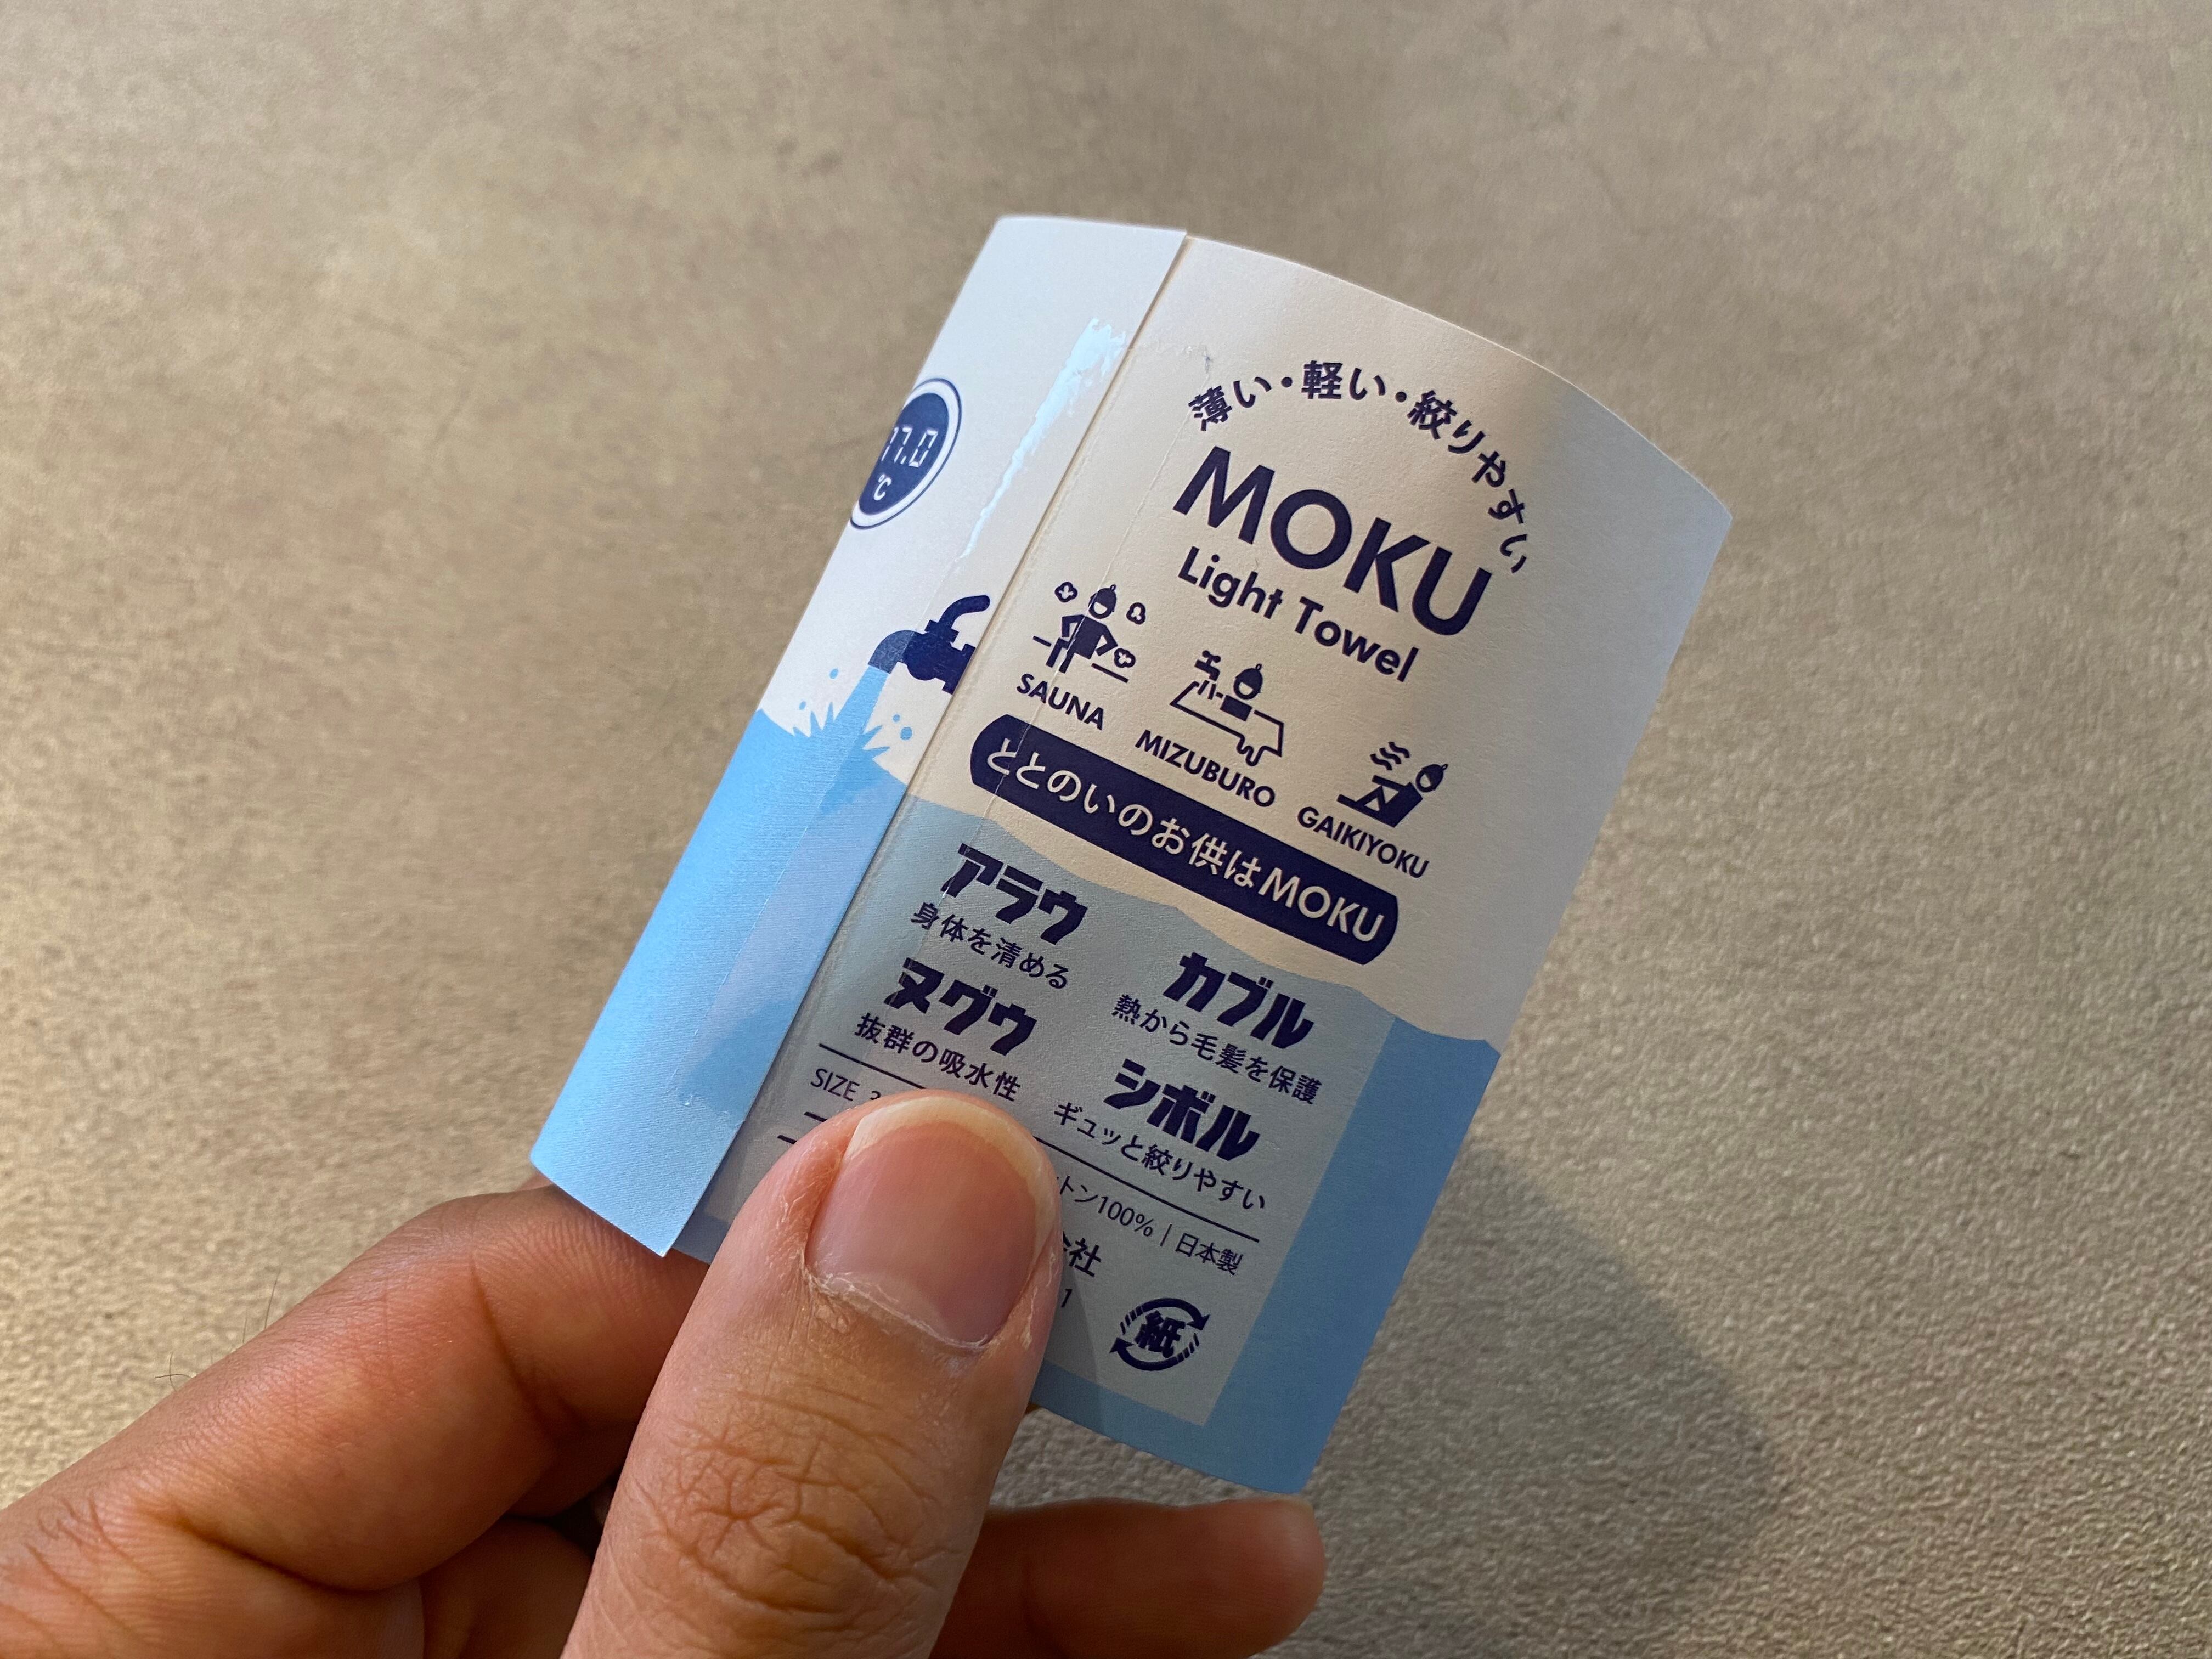 17.0
℃
薄い・軽い・絞りやすい
MOKU
Light Towel
SAUNA
MIZUBURO
GAIKIYOKU
ととのいのお供はMOKU
アラウ
身体を清める
カブル
熱から毛髪を保護
ヌグウ
抜群の吸水性
シボル
ギュッと絞りやすい
SIZE
トン100%｜日本製
会社
1
紙